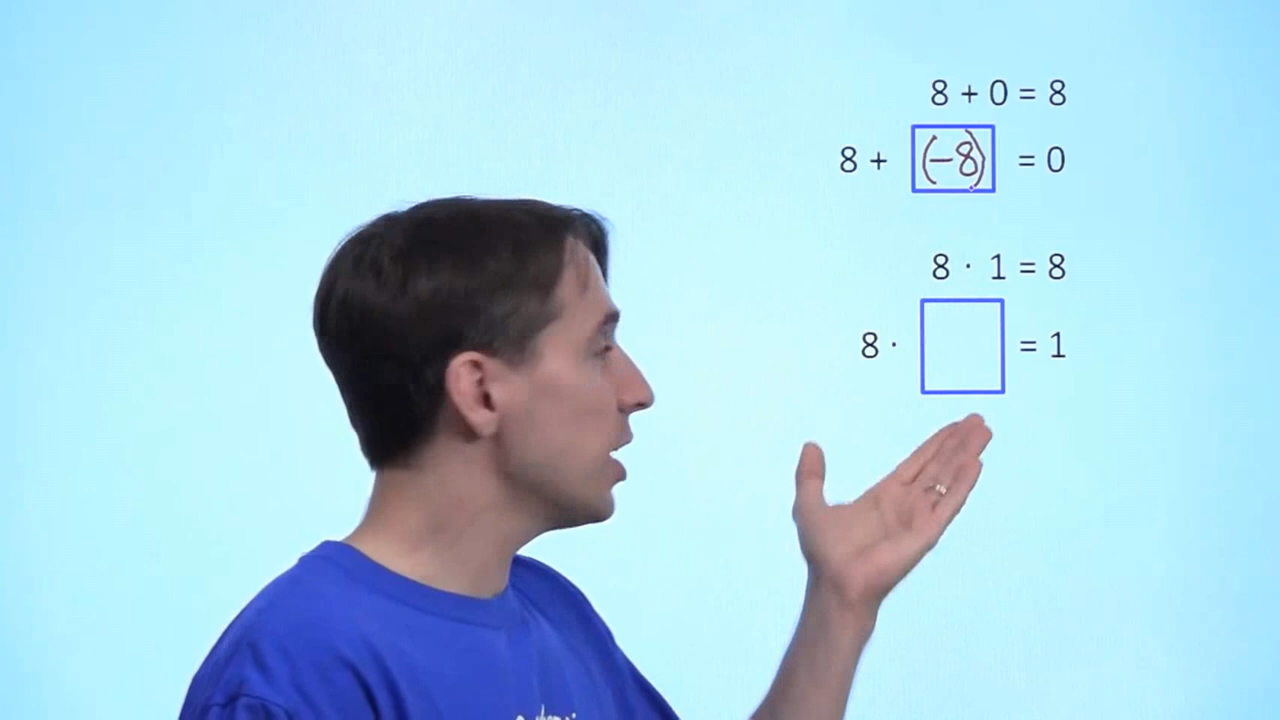 8 + 0 = 8
8 + (-8) = 0
8 · 1 = 8
8 · = 1